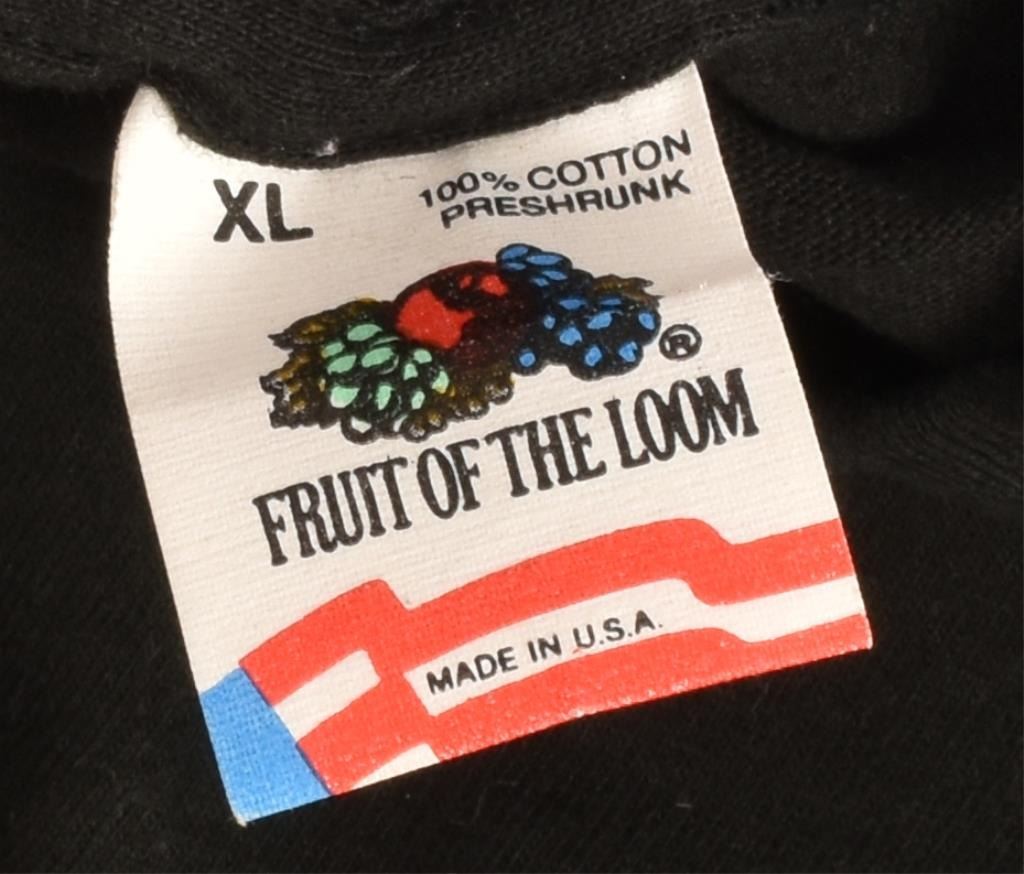 XL
100% COTTON
PRESHRUNK
®
FRUIT OF THE LOOM
MADE IN U.S.A.